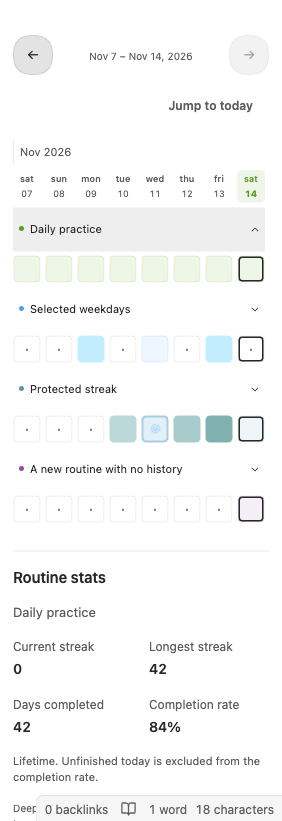 Nov 7 – Nov 14, 2026
Jump to today
Nov 2026
sat sun mon tue wed thu fri sat
07 08 09 10 11 12 13 14
Daily practice
Selected weekdays
Protected streak
A new routine with no history
Routine stats
Daily practice
Current streak Longest streak
0 42
Days completed Completion rate
42 84%
Lifetime. Unfinished today is excluded from the
completion rate.
0 backlinks 1 word 18 characters